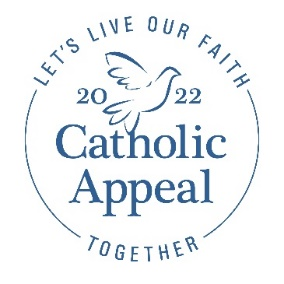 LET'S LIVE OUR FAITH
20 22
Catholic
Appeal
TOGETHER